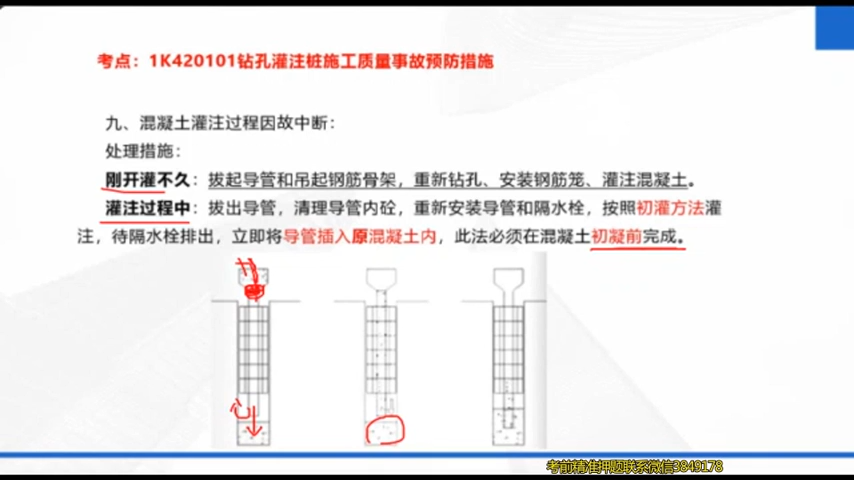 考点：1K420101钻孔灌注桩施工质量事故预防措施
九、混凝土灌注过程因故中断：
处理措施：
刚开灌不久：拔起导管和吊起钢筋骨架，重新钻孔、安装钢筋笼、灌注混凝土。
灌注过程中：拔出导管，清理导管内砼，重新安装导管和隔水栓，按照初灌方法灌
注，待隔水栓排出，立即将导管插入原混凝土内，此法必须在混凝土初凝前完成。
考前精准押题联系微信3849178